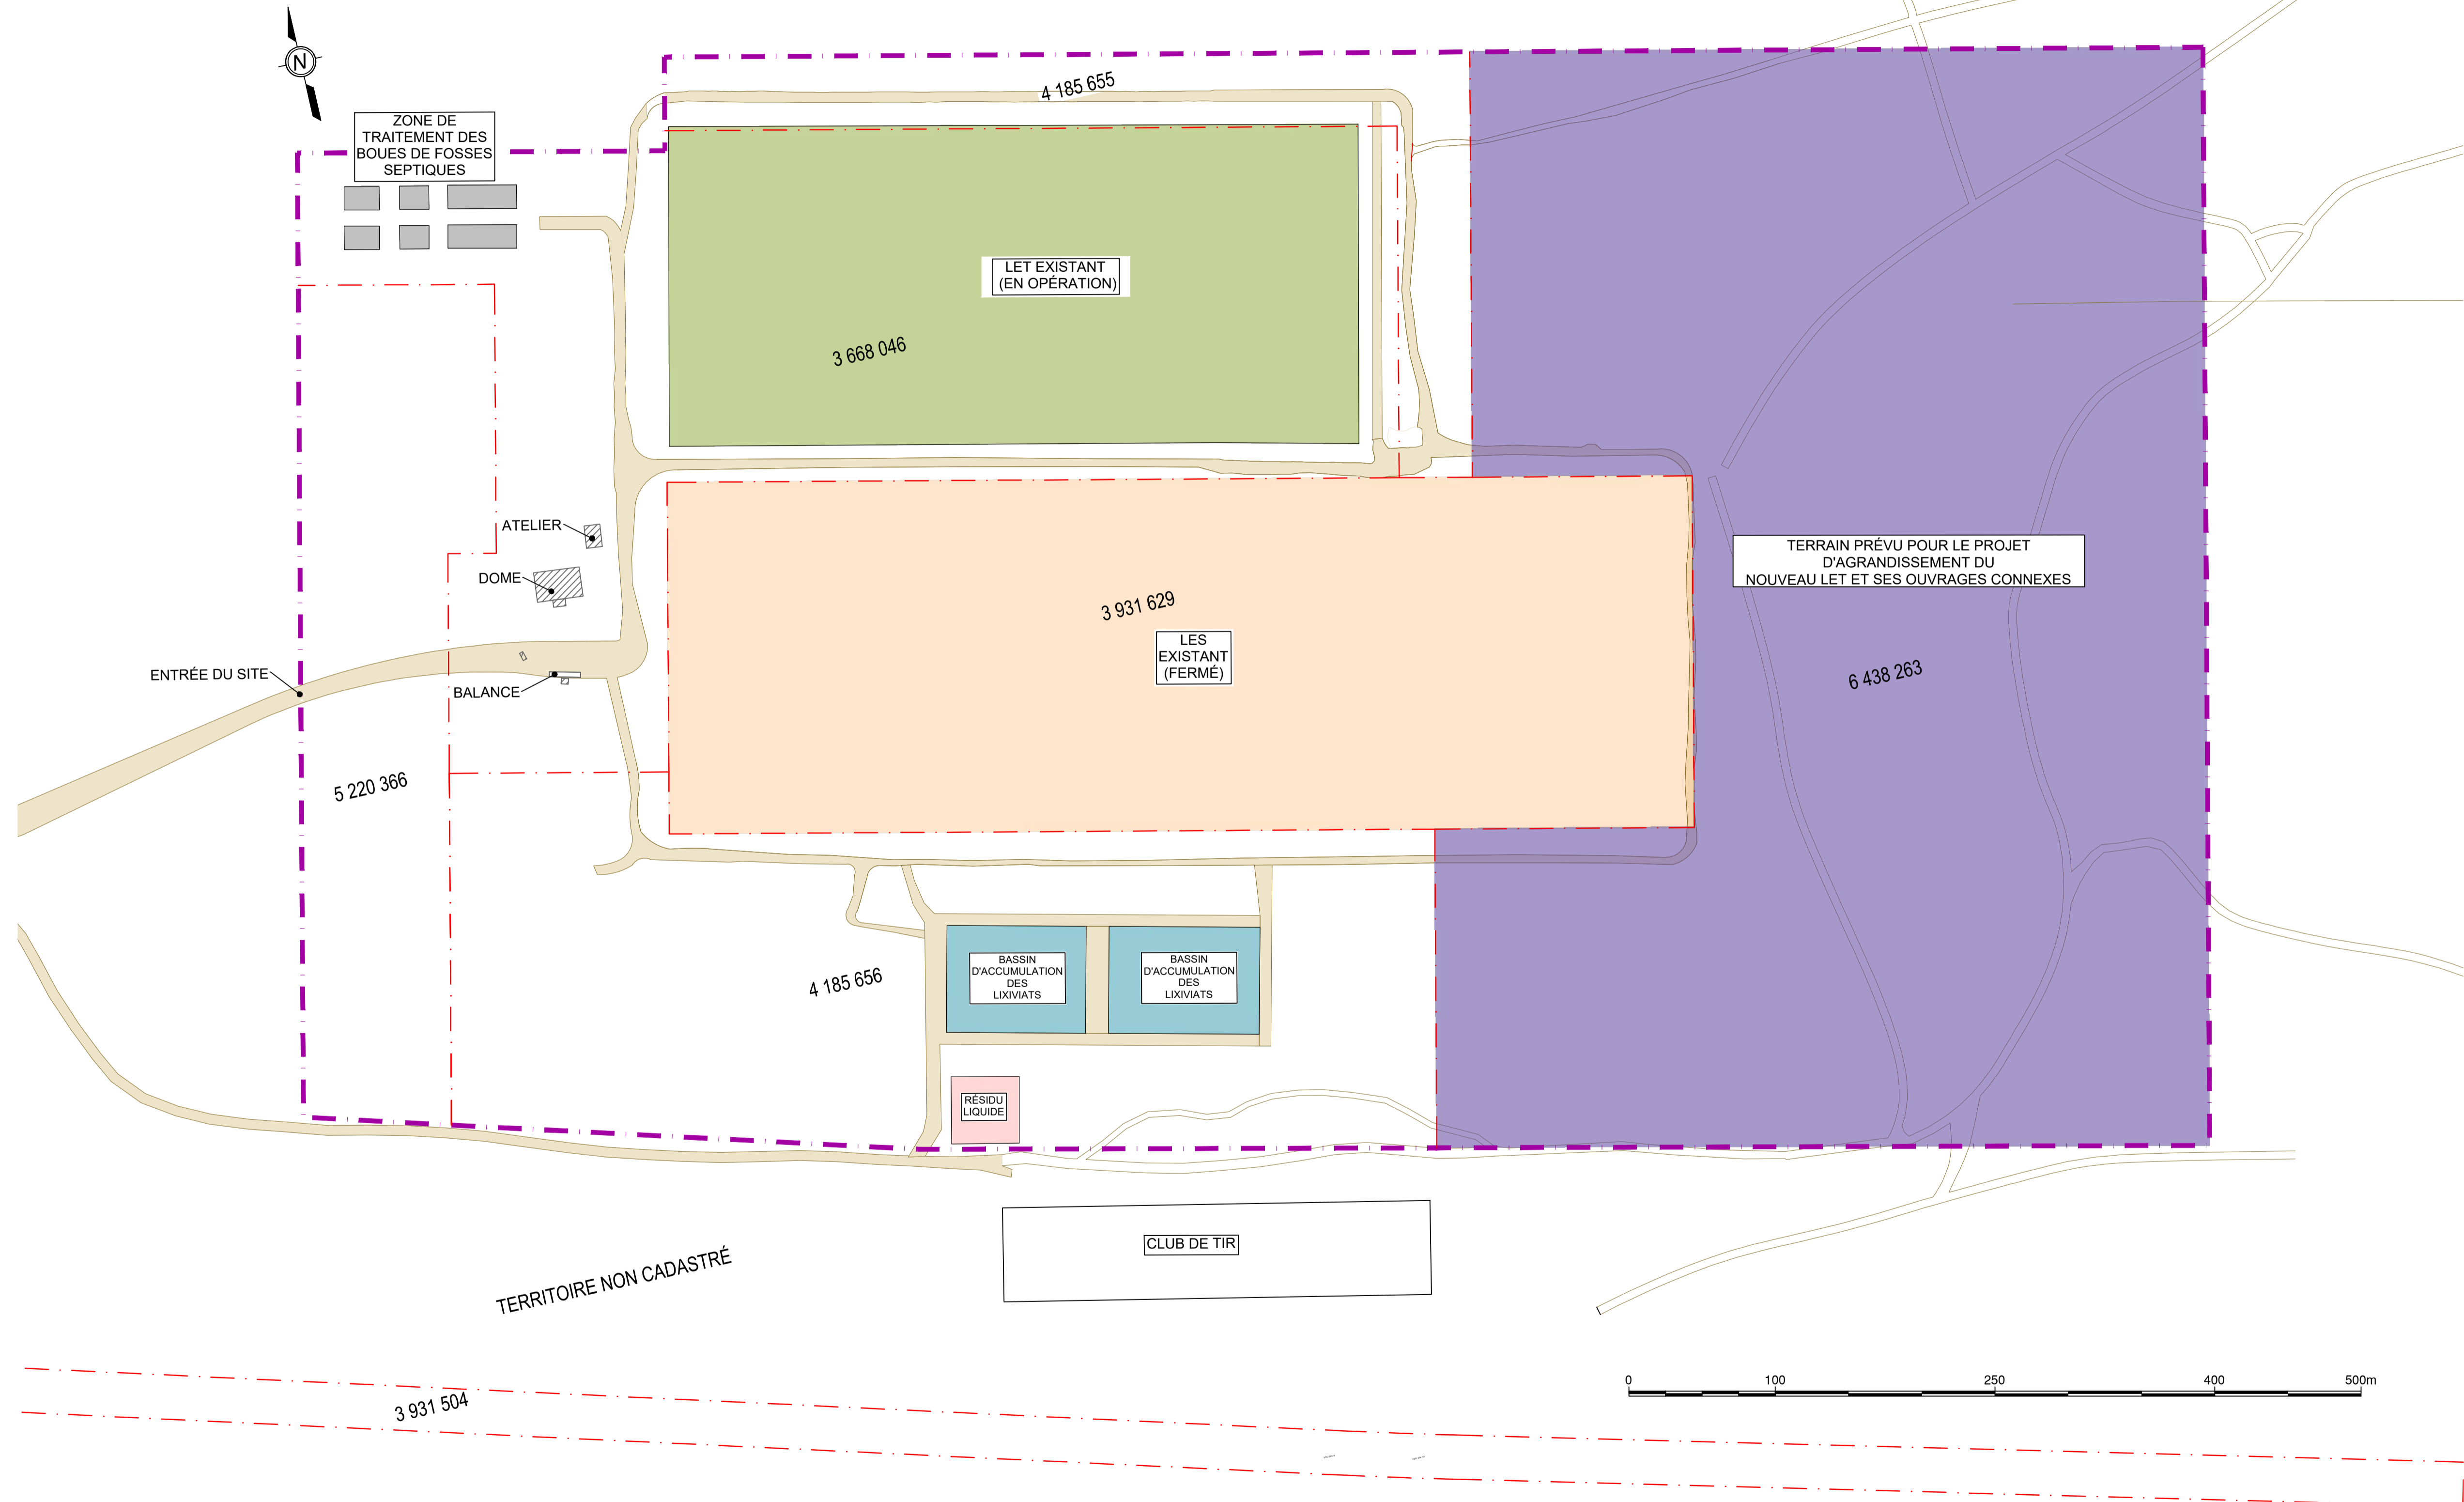 N
4 185 655
ZONE DE
TRAITEMENT DES
BOUES DE FOSSES
SEPTIQUES
LET EXISTANT
(EN OPÉRATION)
3 668 046
ATELIER
DOME
TERRAIN PRÉVU POUR LE PROJET
D'AGRANDISSEMENT DU
NOUVEAU LET ET SES OUVRAGES CONNEXES
3 931 629
LES
EXISTANT
(FERMÉ)
ENTRÉE DU SITE
BALANCE
6 438 263
5 220 366
4 185 656
BASSIN
D'ACCUMULATION
DES
LIXIVIATS
BASSIN
D'ACCUMULATION
DES
LIXIVIATS
RÉSIDU
LIQUIDE
CLUB DE TIR
TERRITOIRE NON CADASTRÉ
0 100 250 400 500m
3 931 504